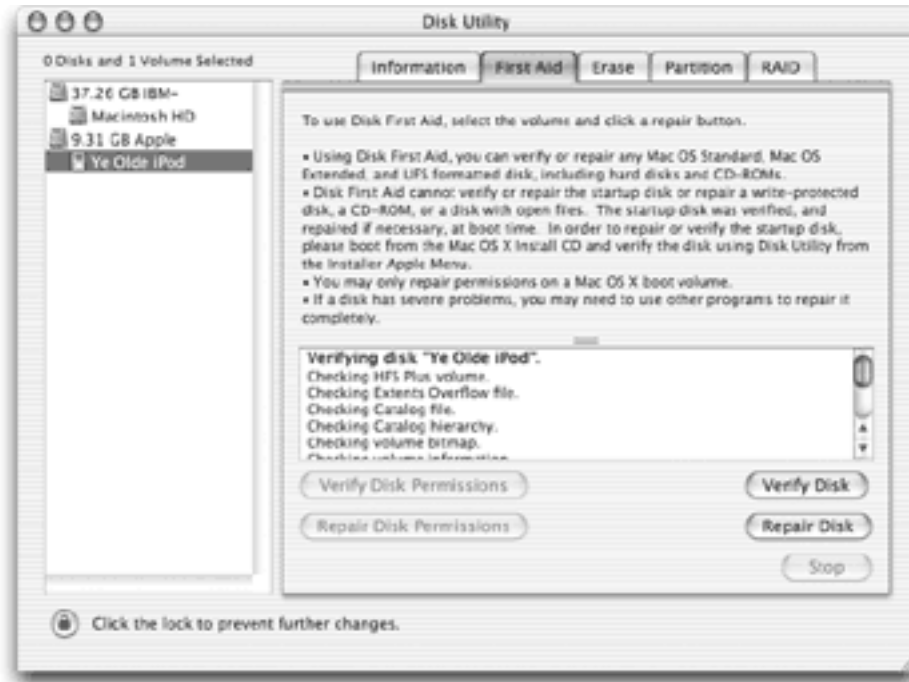 Disk Utility
0 Disks and 1 Volume Selected
37.26 GB IBM-
Macintosh HD
9.31 GB Apple
Ye Olde iPod
Information
First Aid
Erase
Partition
RAID
To use Disk First Aid, select the volume and click a repair button.
• Using Disk First Aid, you can verify or repair any Mac OS Standard, Mac OS
Extended, and UFS formatted disk, including hard disks and CD-ROMs.
• Disk First Aid cannot verify or repair the startup disk or repair a write-protected
disk, a CD-ROM, or a disk with open files. The startup disk was verified, and
repaired if necessary, at boot time. In order to repair or verify the startup disk,
please boot from the Mac OS X Install CD and verify the disk using Disk Utility from
the Installer Apple Menu.
• You may only repair permissions on a Mac OS X boot volume.
• If a disk has severe problems, you may need to use other programs to repair it
completely.
Verifying disk "Ye Olde iPod".
Checking HFS Plus volume.
Checking Extents Overflow file.
Checking Catalog file.
Checking Catalog hierarchy.
Checking volume bitmap.
Checking volume information.
Verify Disk Permissions
Verify Disk
Repair Disk Permissions
Repair Disk
Stop
Click the lock to prevent further changes.